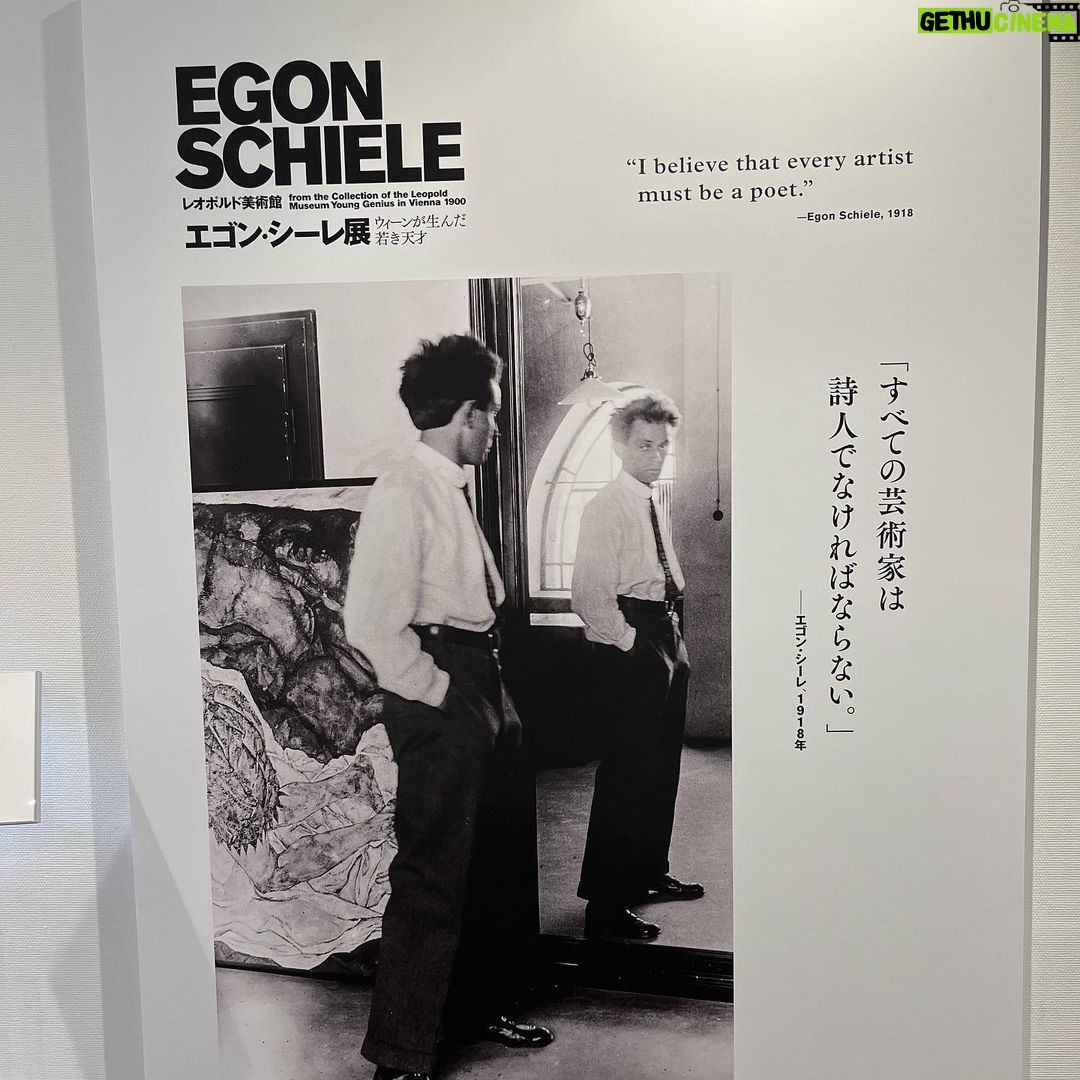 GETHUCINEMA
EGON
SCHIELE
レオポルド美術館
from the Collection of the Leopold
Museum Young Genius in Vienna 1900
エゴン・シーレ展
ウィーンが生んだ
若き天才
“I believe that every artist
must be a poet.”
—Egon Schiele, 1918
「すべての芸術家は
詩人でなければならない。」
——エゴン・シーレ、1918年